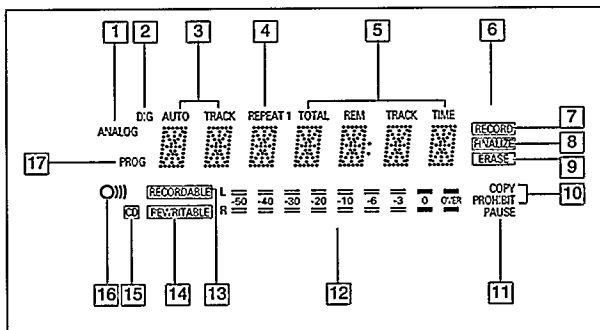 1 2 3 4 5 6
DIG AUTO TRACK REPEAT 1 TOTAL REM TRACK TIME
ANALOG
RECORD 7
FINALIZE 8
ERASE 9
17 PROG
RECORDABLE L
-50 -40 -30 -20 -10 -6 -3 0 OVER
CD REWRITABLE R
COPY
PROHIBIT 10
PAUSE
16 15 14 13 12 11